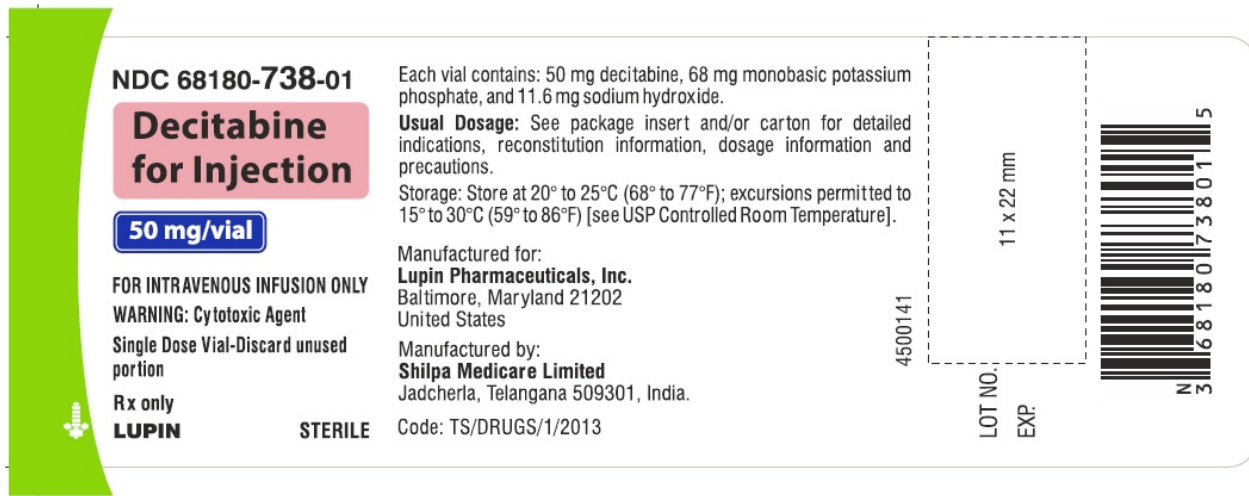 NDC 68180-738-01
Decitabine
for Injection
50 mg/vial
FOR INTRAVENOUS INFUSION ONLY
WARNING: Cytotoxic Agent
Single Dose Vial-Discard unused
portion
Rx only
LUPIN
STERILE
Each vial contains: 50 mg decitabine, 68 mg monobasic potassium
phosphate, and 11.6 mg sodium hydroxide.
Usual Dosage: See package insert and/or carton for detailed
indications, reconstitution information, dosage information and
precautions.
Storage: Store at 20° to 25°C (68° to 77°F); excursions permitted to
15° to 30°C (59° to 86°F) [see USP Controlled Room Temperature].
Manufactured for:
Lupin Pharmaceuticals, Inc.
Baltimore, Maryland 21202
United States
Manufactured by:
Shilpa Medicare Limited
Jadcherla, Telangana 509301, India.
Code: TS/DRUGS/1/2013
4500141
11 x 22 mm
LOT NO.
EXP.
N
3 68180 73801 5